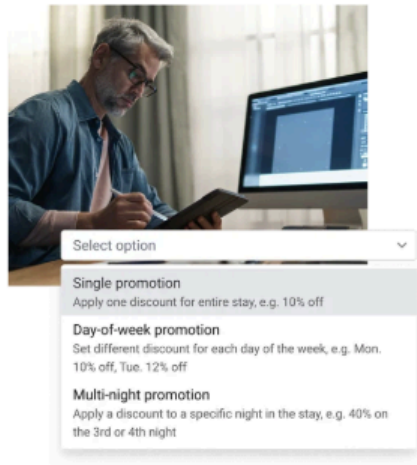 Select option
Single promotion
Apply one discount for entire stay, e.g. 10% off
Day-of-week promotion
Set different discount for each day of the week, e.g. Mon.
10% off, Tue. 12% off
Multi-night promotion
Apply a discount to a specific night in the stay, e.g. 40% on
the 3rd or 4th night